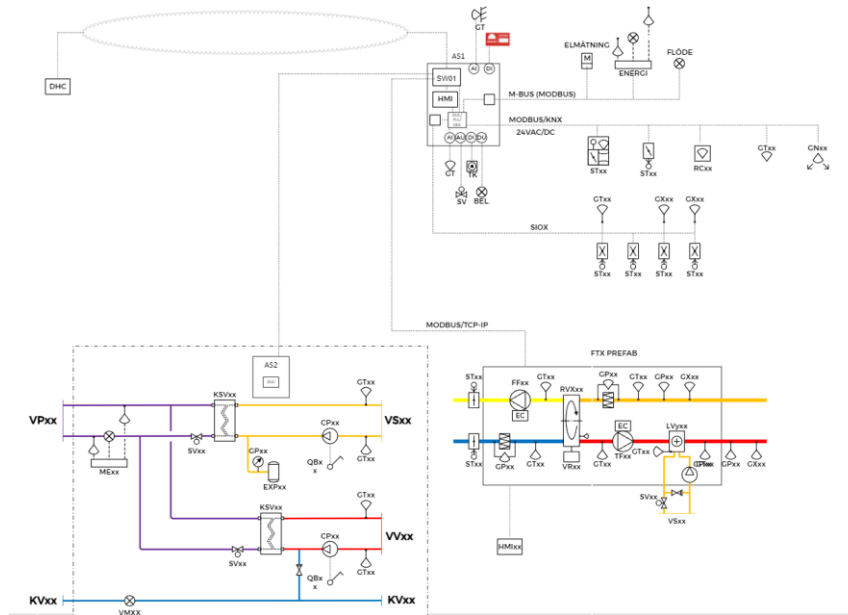 GT
AS1
ELMÄTNING
M
ENERGI
FLÖDE
DHC
AI
DI
SW01
HMI
M-BUS (MODBUS)
MODBUS/KNX
24VAC/DC
AI
AU
DI
DU
GT
SV
TK
BEL.
STxx
STxx
RCxx
GTxx
GNxx
GTxx
GXxx
GXxx
SIOX
STxx
STxx
STxx
STxx
MODBUS/TCP-IP
FTX PREFAB
AS2
KSVxx
GTxx
VPxx
VSxx
CPxx
SVxx
GPxx
GTxx
MExx
EXPxx
QBx
x
GTxx
KSVxx
VVxx
CPxx
SVxx
GTxx
QBx
x
KVxx
KVxx
VMXX
STxx
FFxx
EC
GTxx
RVXxx
GPxx
GTxx
GPxx
GXxx
EC
LVyxx
STxx
GPxx
GTxx
VRxx
GTxx
TFxx
GTxx
GPxx
GXxx
SVxx
VSxx
HMIxx